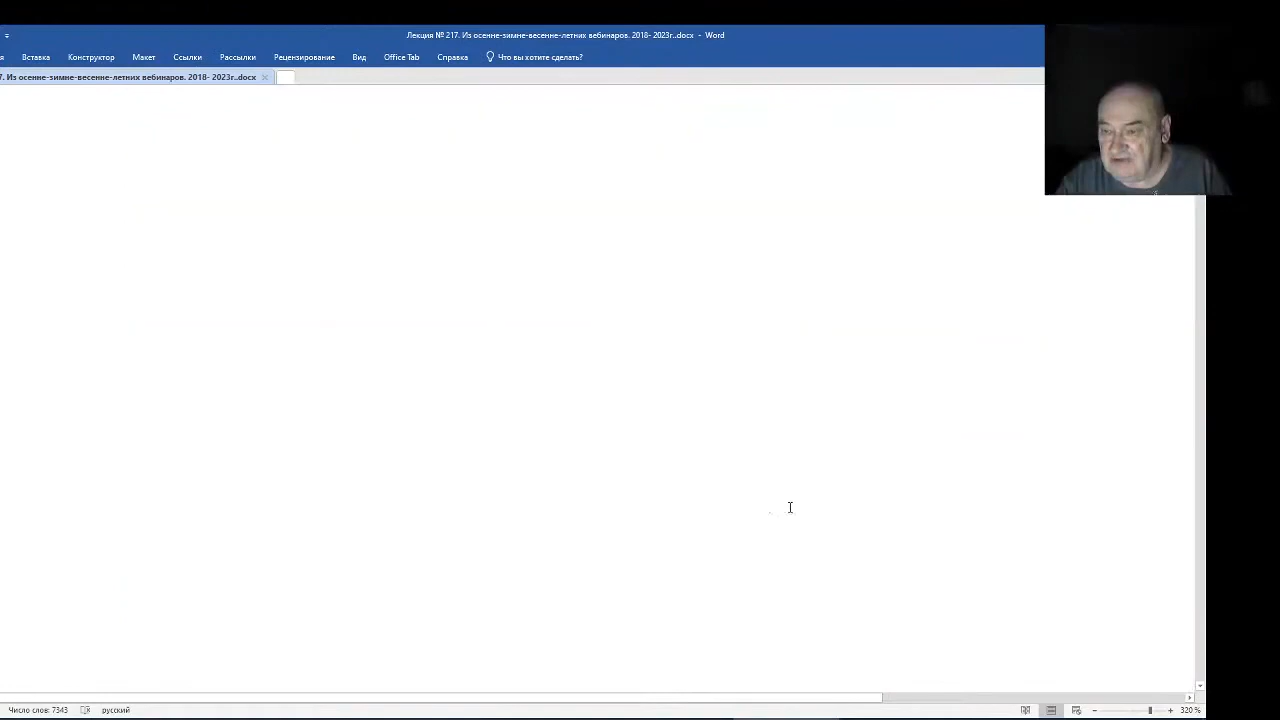 Лекция № 217. Из осенне-зимне-весенне-летних вебинаров. 2018- 2023г..docx - Word
я Вставка Конструктор Макет Ссылки Рассылки Рецензирование Вид Office Tab Справка Что вы хотите сделать?
7. Из осенне-зимне-весенне-летних вебинаров. 2018- 2023г..docx
Число слов: 7343 русский 320 %